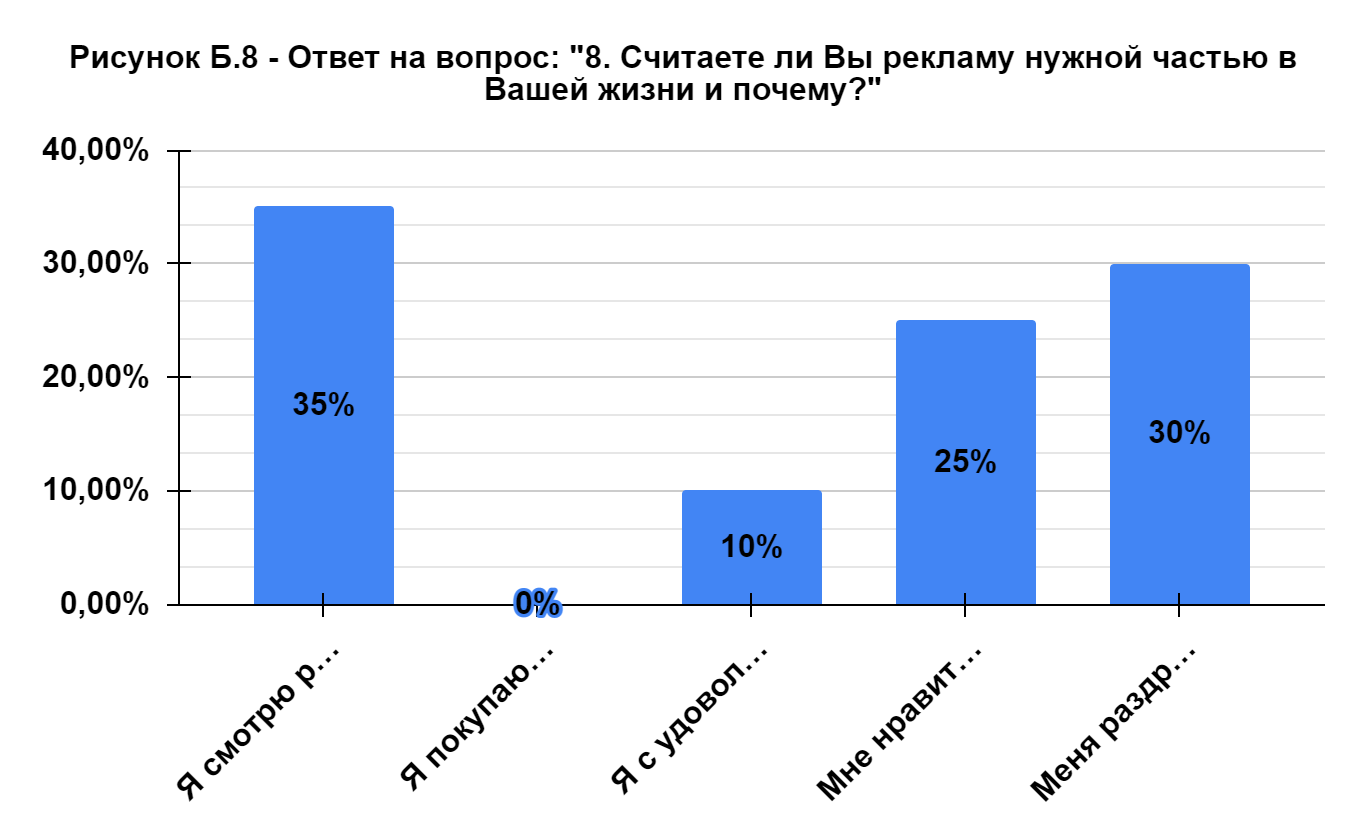 Рисунок Б.8 - Ответ на вопрос: "8. Считаете ли Вы рекламу нужной частью в
Вашей жизни и почему?"
40,00%
30,00%
20,00%
10,00%
0,00%
35%
0%
10%
25%
30%
Я смотрю р...
Я покупаю...
Я с удовол...
Мне нравит...
Меня раздр...